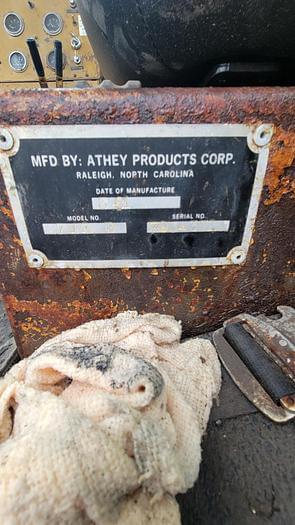 MFD BY: ATHEY PRODUCTS CORP.
RALEIGH, NORTH CAROLINA
DATE OF MANUFACTURE
MODEL NO. SERIAL NO.